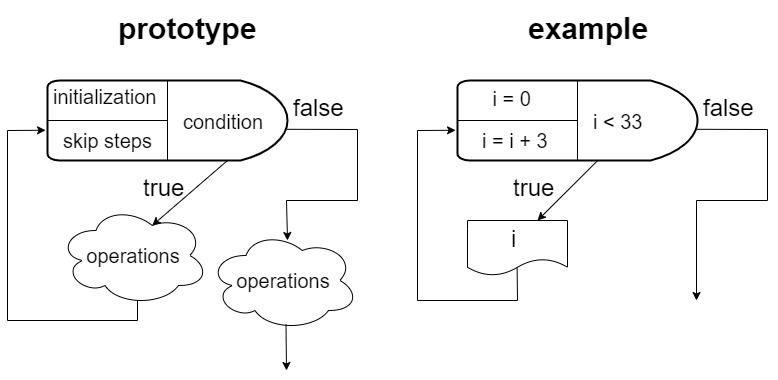 prototype
initialization
skip steps
condition
false
true
operations
operations
example
i = 0
i = i + 3
i < 33
false
true
i